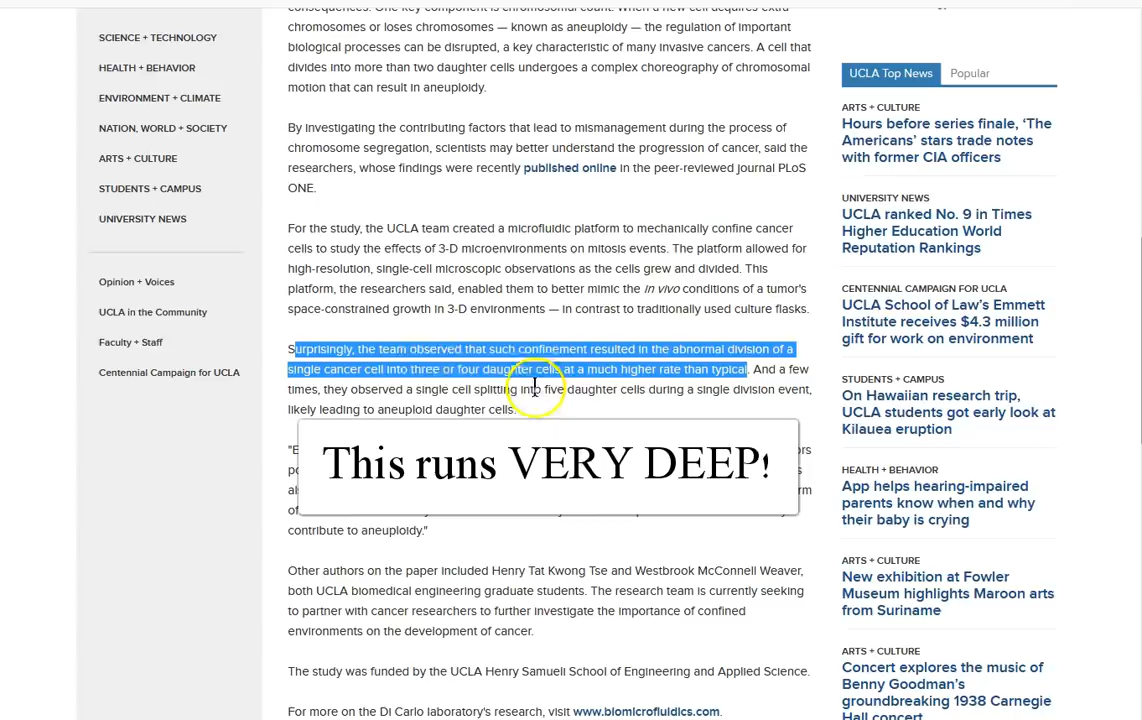 SCIENCE + TECHNOLOGY
HEALTH + BEHAVIOR
ENVIRONMENT + CLIMATE
NATION, WORLD + SOCIETY
ARTS + CULTURE
STUDENTS + CAMPUS
UNIVERSITY NEWS
Opinion + Voices
UCLA in the Community
Faculty + Staff
Centennial Campaign for UCLA
consequences. One key component is chromosomal count. When a new cell acquires extra
chromosomes or loses chromosomes — known as aneuploidy — the regulation of important
biological processes can be disrupted, a key characteristic of many invasive cancers. A cell that
divides into more than two daughter cells undergoes a complex choreography of chromosomal
motion that can result in aneuploidy.
By investigating the contributing factors that lead to mismanagement during the process of
chromosome segregation, scientists may better understand the progression of cancer, said the
researchers, whose findings were recently published online in the peer-reviewed journal PLoS
ONE.
For the study, the UCLA team created a microfluidic platform to mechanically confine cancer
cells to study the effects of 3-D microenvironments on mitosis events. The platform allowed for
high-resolution, single-cell microscopic observations as the cells grew and divided. This
platform, the researchers said, enabled them to better mimic the in vivo conditions of a tumor's
space-constrained growth in 3-D environments — in contrast to traditionally used culture flasks.
Surprisingly, the team observed that such confinement resulted in the abnormal division of a
single cancer cell into three or four daughter cells at a much higher rate than typical. And a few
times, they observed a single cell splitting into five daughter cells during a single division event,
likely leading to aneuploid daughter cells.
This runs VERY DEEP!
contribute to aneuploidy."
Other authors on the paper included Henry Tat Kwong Tse and Westbrook McConnell Weaver,
both UCLA biomedical engineering graduate students. The research team is currently seeking
to partner with cancer researchers to further investigate the importance of confined
environments on the development of cancer.
The study was funded by the UCLA Henry Samueli School of Engineering and Applied Science.
For more on the Di Carlo laboratory's research, visit www.biomicrofluidics.com.
UCLA Top News Popular
ARTS + CULTURE
Hours before series finale, ‘The
Americans’ stars trade notes
with former CIA officers
UNIVERSITY NEWS
UCLA ranked No. 9 in Times
Higher Education World
Reputation Rankings
CENTENNIAL CAMPAIGN FOR UCLA
UCLA School of Law’s Emmett
Institute receives $4.3 million
gift for work on environment
STUDENTS + CAMPUS
On Hawaiian research trip,
UCLA students got early look at
Kilauea eruption
HEALTH + BEHAVIOR
App helps hearing-impaired
parents know when and why
their baby is crying
ARTS + CULTURE
New exhibition at Fowler
Museum highlights Maroon arts
from Suriname
ARTS + CULTURE
Concert explores the music of
Benny Goodman’s
groundbreaking 1938 Carnegie
Hall concert